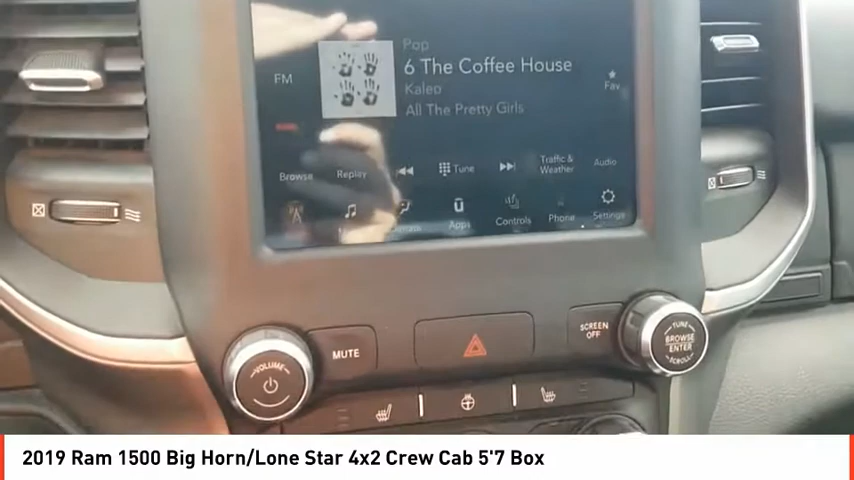 Pop
FM
6 The Coffee House
Fav
Kaleo
All The Pretty Girls
Browse
Replay
Tune
Traffic &
Weather
Audio
Apps
Controls
Phone
Settings
VOLUME
MUTE
SCREEN
OFF
TUNE
BROWSE
ENTER
SCROLL
2019 Ram 1500 Big Horn/Lone Star 4x2 Crew Cab 5'7 Box